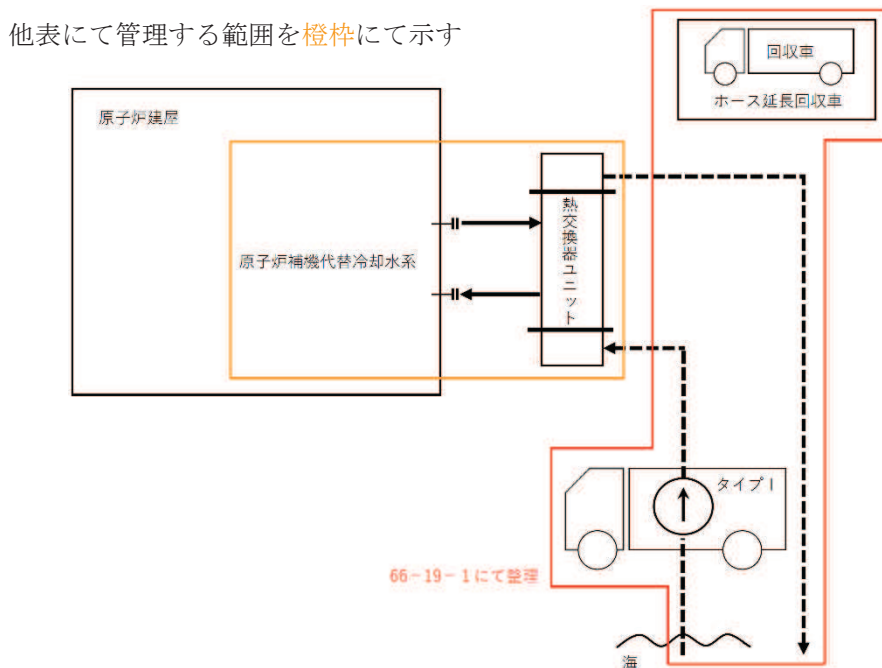 他表にて管理する範囲を橙枠にて示す
回収車
ホース延長回収車
原子炉建屋
熱交換器ユニット
原子炉補機代替冷却水系
タイプⅠ
66-19-1にて整理
海